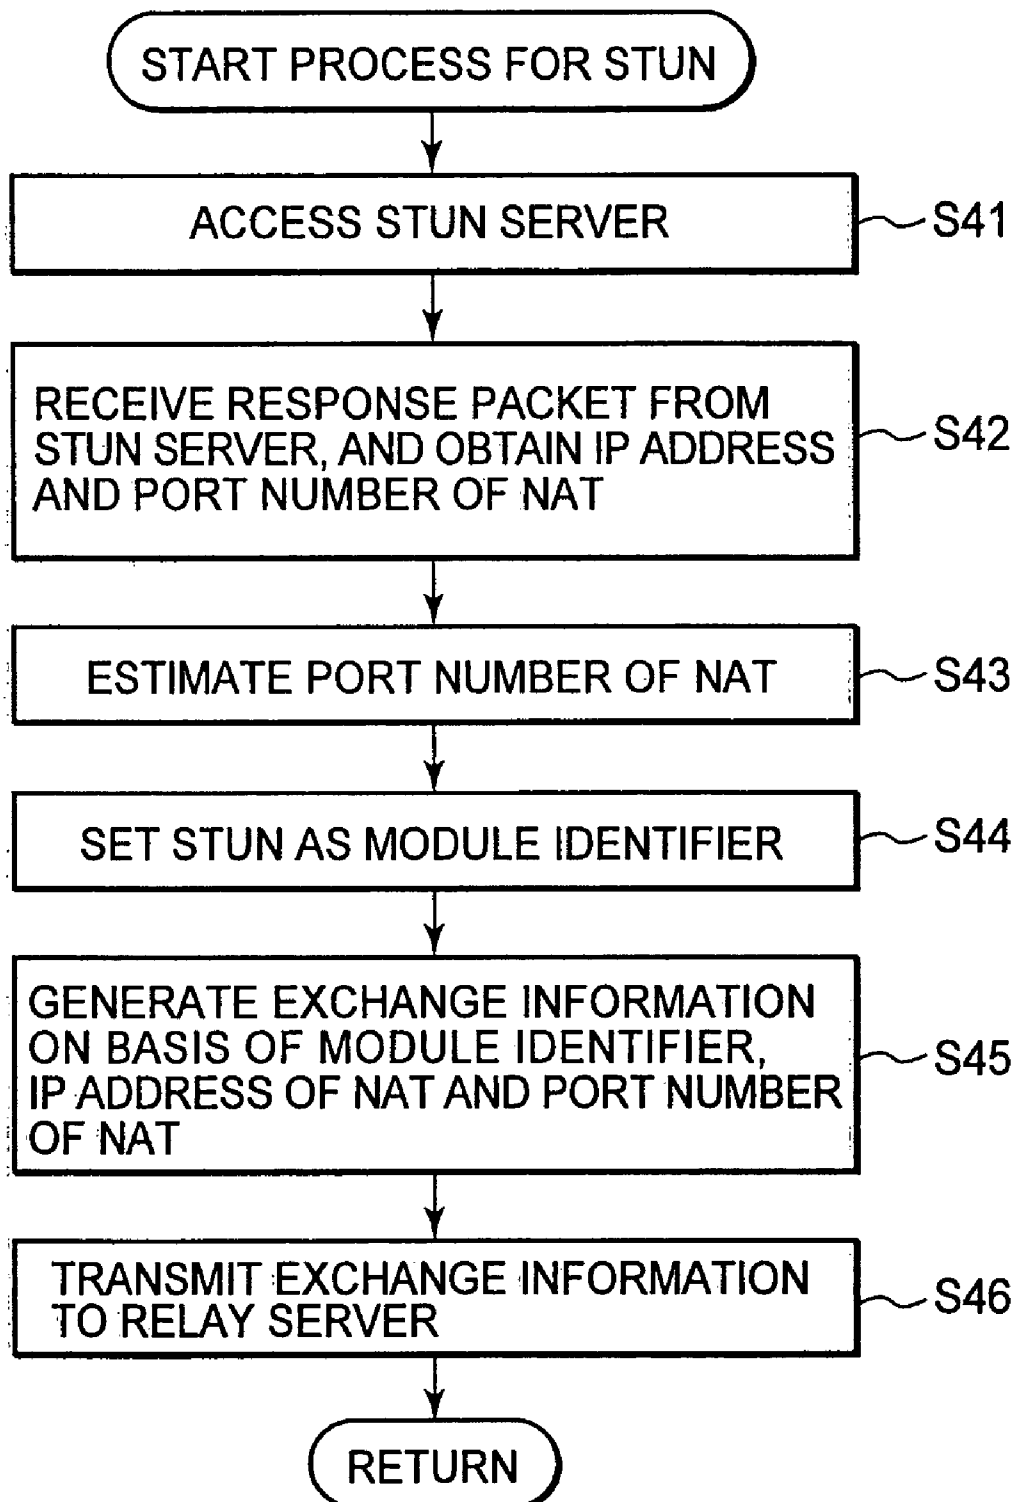 START PROCESS FOR STUN
ACCESS STUN SERVER
S41
RECEIVE RESPONSE PACKET FROM
STUN SERVER, AND OBTAIN IP ADDRESS
AND PORT NUMBER OF NAT
S42
ESTIMATE PORT NUMBER OF NAT
S43
SET STUN AS MODULE IDENTIFIER
S44
GENERATE EXCHANGE INFORMATION
ON BASIS OF MODULE IDENTIFIER,
IP ADDRESS OF NAT AND PORT NUMBER
OF NAT
S45
TRANSMIT EXCHANGE INFORMATION
TO RELAY SERVER
S46
RETURN